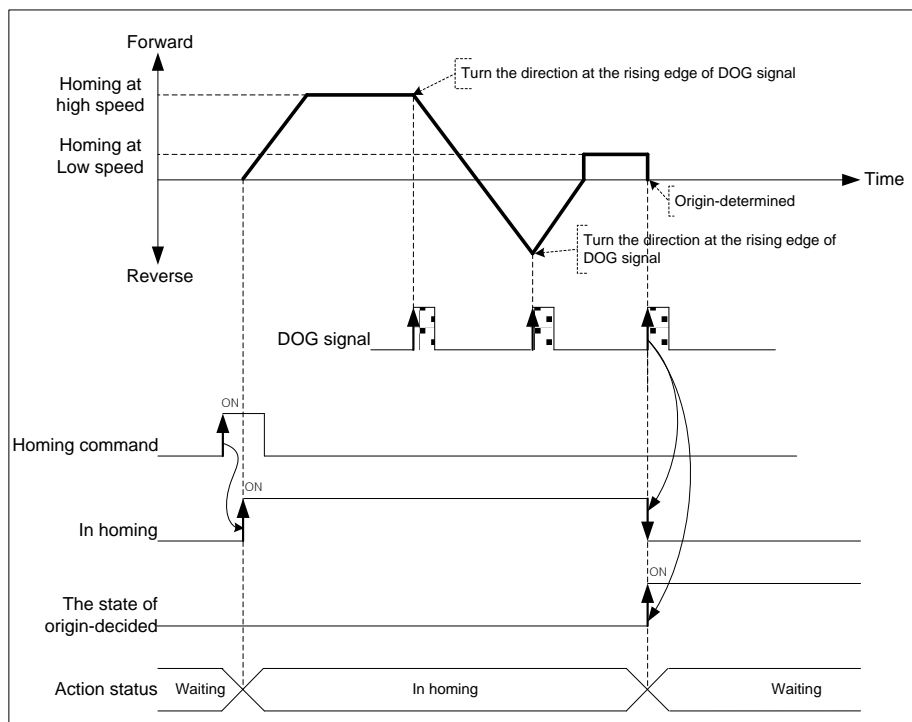 Forward
Homing at
high speed
Turn the direction at the rising edge of DOG signal
Homing at
Low speed
Time
Origin-determined
Turn the direction at the rising edge of
DOG signal
Reverse
DOG signal
ON
Homing command
ON
In homing
ON
The state of
origin-decided
Action status
Waiting
In homing
Waiting